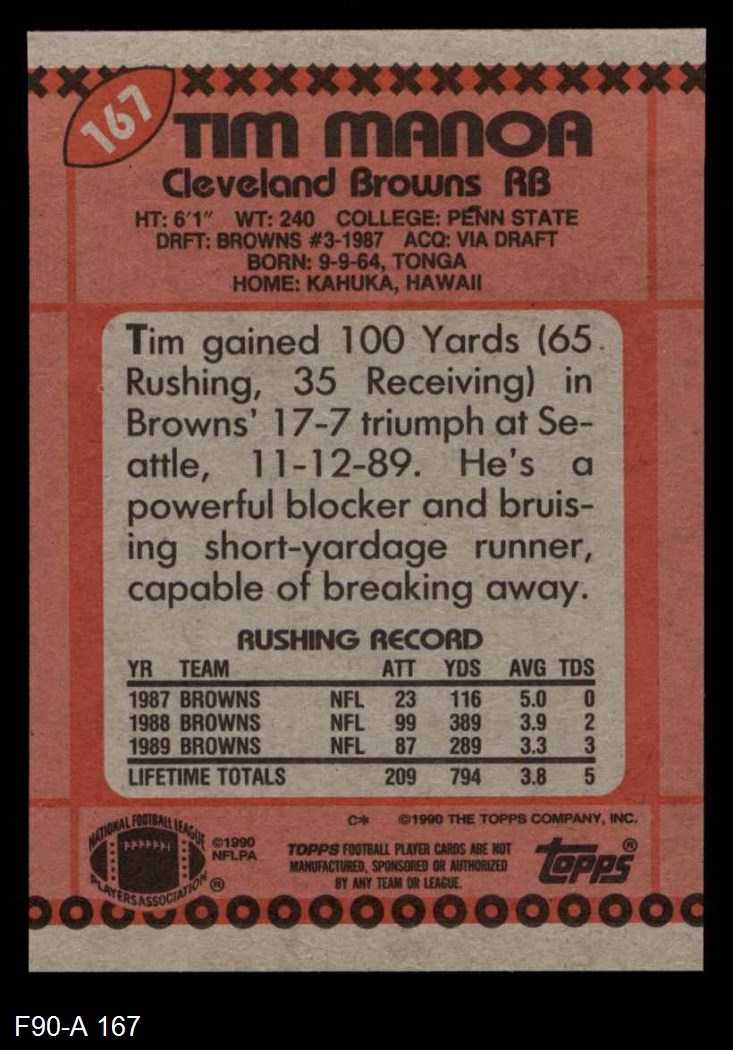 167
TIM MANOA
Cleveland Browns RB
HT: 6'1" WT: 240 COLLEGE: PENN STATE
DRFT: BROWNS #3-1987 ACQ: VIA DRAFT
BORN: 9-9-64, TONGA
HOME: KAHUKA, HAWAII
Tim gained 100 Yards (65
Rushing, 35 Receiving) in
Browns' 17-7 triumph at Se-
attle, 11-12-89. He's a
powerful blocker and bruis-
ing short-yardage runner,
capable of breaking away.
RUSHING RECORD
YR TEAM ATT YDS AVG TDS
1987 BROWNS NFL 23 116 5.0 0
1988 BROWNS NFL 99 389 3.9 2
1989 BROWNS NFL 87 289 3.3 3
LIFETIME TOTALS 209 794 3.8 5
C* ©1990 THE TOPPS COMPANY, INC.
NATIONAL FOOTBALL LEAGUE
PLAYERS ASSOCIATION ®
©1990
NFLPA
TOPPS FOOTBALL PLAYER CARDS ARE NOT
MANUFACTURED, SPONSORED OR AUTHORIZED
BY ANY TEAM OR LEAGUE.
topps ®
F90-A 167